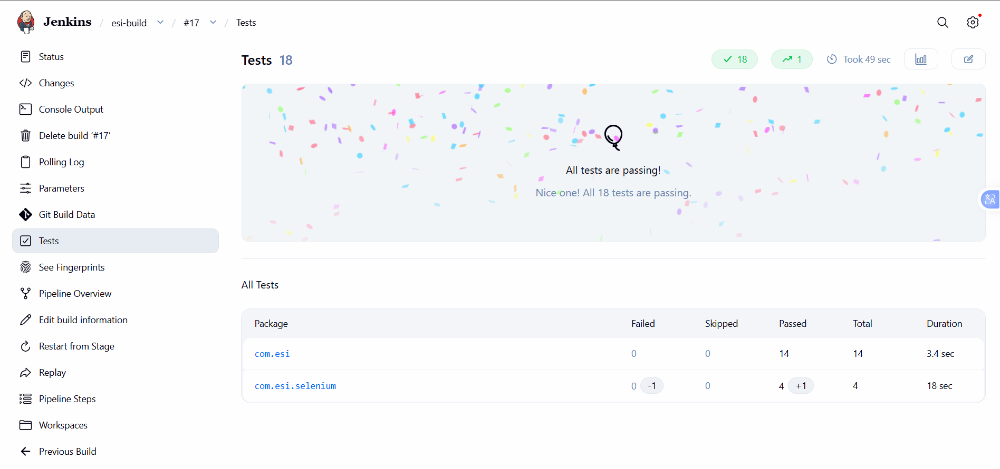 Jenkins / esi-build / #17 / Tests
Status
Changes
Console Output
Delete build ‘#17’
Polling Log
Parameters
Git Build Data
Tests
See Fingerprints
Pipeline Overview
Edit build information
Restart from Stage
Replay
Pipeline Steps
Workspaces
Previous Build
Tests 18
18
1
Took 49 sec
All tests are passing!
Nice one! All 18 tests are passing.
All Tests
Package Failed Skipped Passed Total Duration
com.esi 0 0 14 14 3.4 sec
com.esi.selenium 0 -1 0 4 +1 4 18 sec